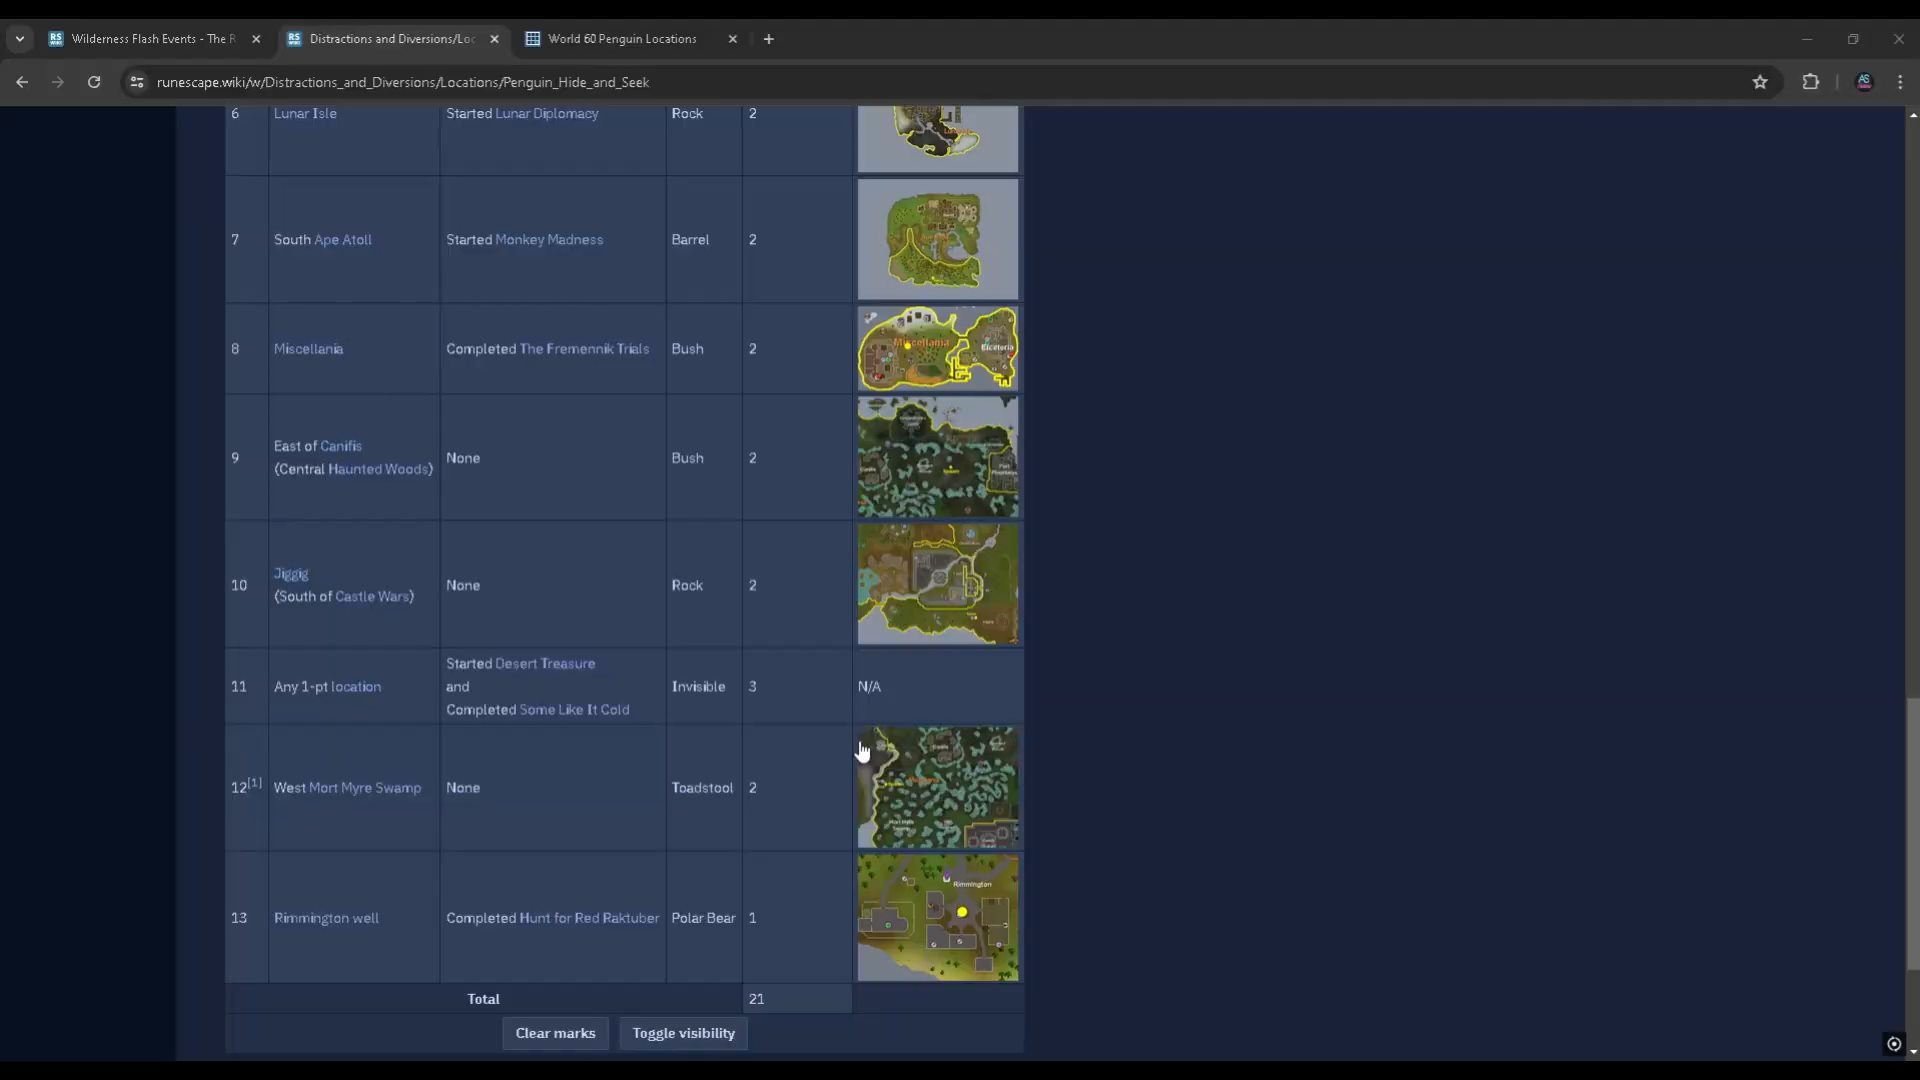 Wilderness Flash Events - The R
Distractions and Diversions/Loc
World 60 Penguin Locations
runescape.wiki/w/Distractions_and_Diversions/Locations/Penguin_Hide_and_Seek
AS
6 Lunar Isle Started Lunar Diplomacy Rock 2
7 South Ape Atoll Started Monkey Madness Barrel 2
8 Miscellania Completed The Fremennik Trials Bush 2
Miscellania
Etceteria
9 East of Canifis
(Central Haunted Woods) None Bush 2
10 Jiggig
(South of Castle Wars) None Rock 2
11 Any 1-pt location Started Desert Treasure
and
Completed Some Like It Cold Invisible 3 N/A
12[1] West Mort Myre Swamp None Toadstool 2
13 Rimmington well Completed Hunt for Red Raktuber Polar Bear 1
Rimmington
Total 21
Clear marks Toggle visibility